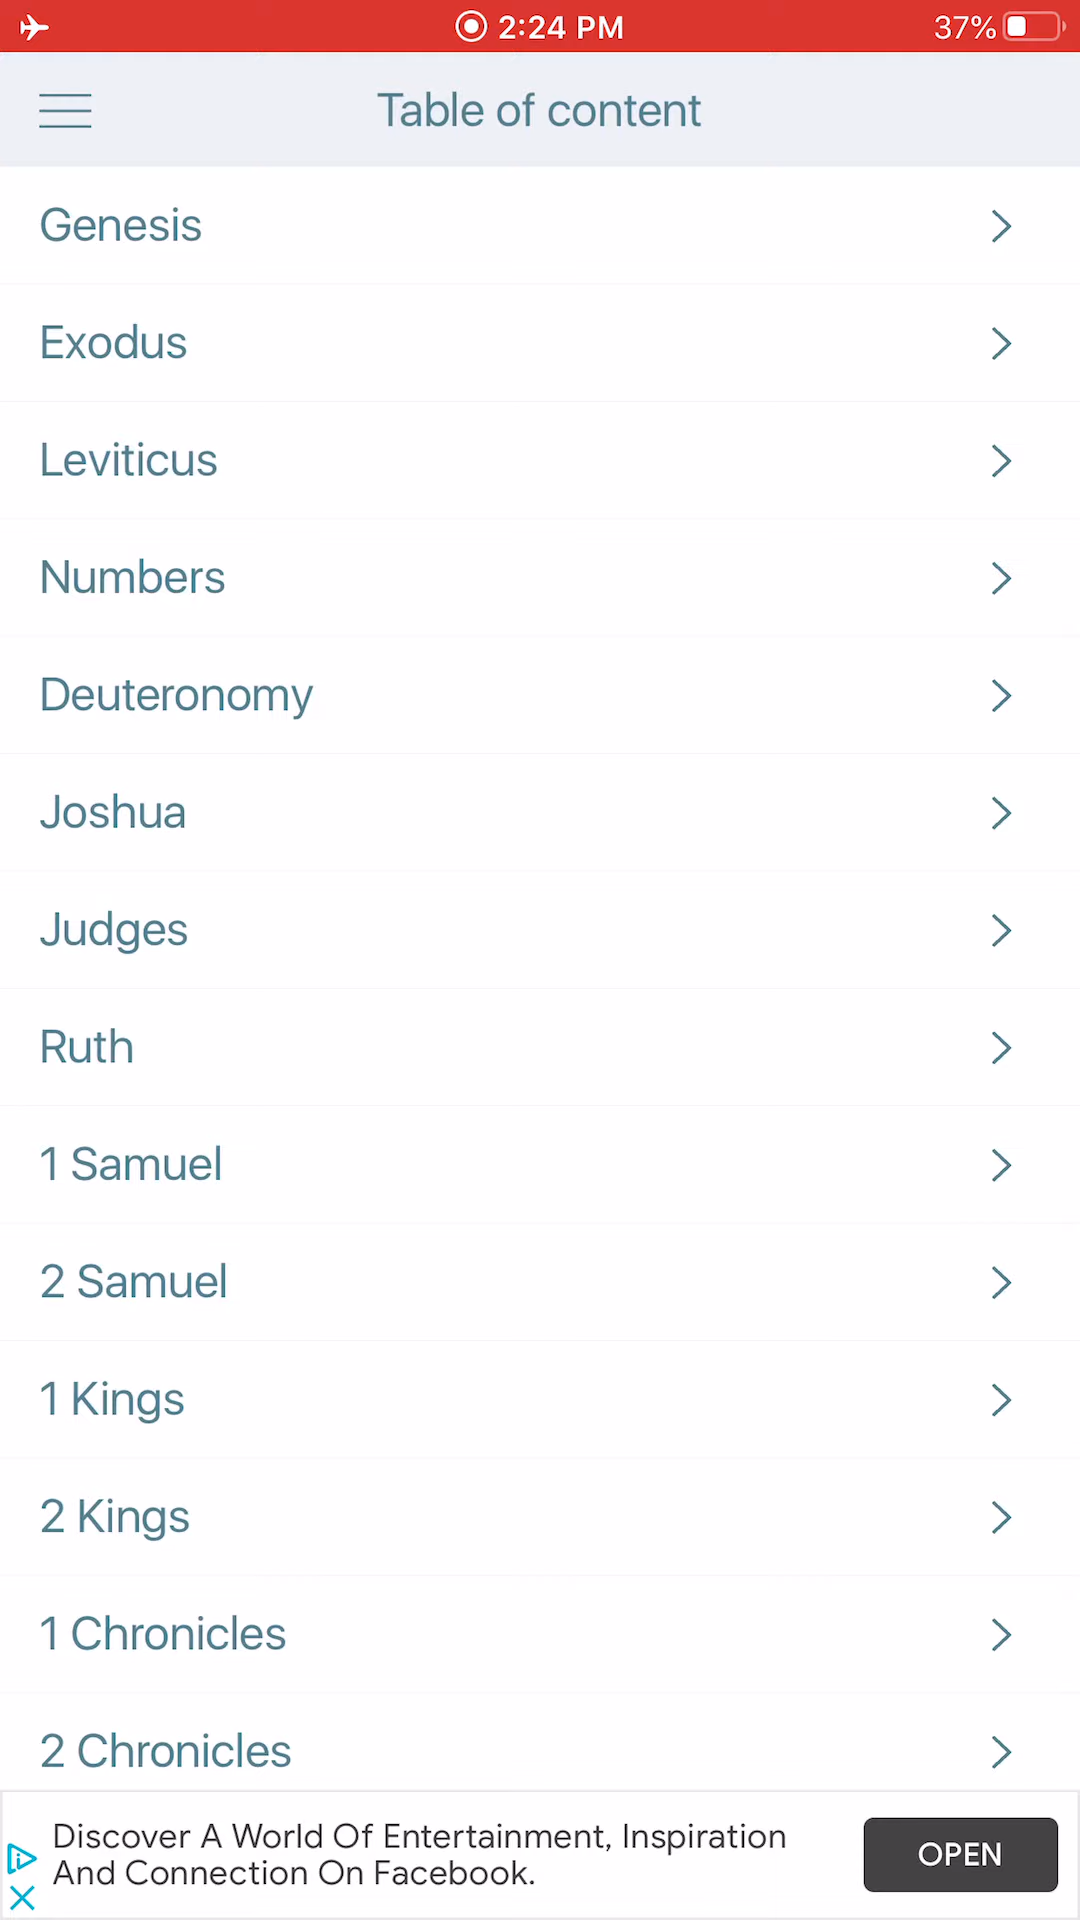 2:24 PM
37%
Table of content
Genesis
Exodus
Leviticus
Numbers
Deuteronomy
Joshua
Judges
Ruth
1 Samuel
2 Samuel
1 Kings
2 Kings
1 Chronicles
2 Chronicles
Discover A World Of Entertainment, Inspiration
And Connection On Facebook.
OPEN